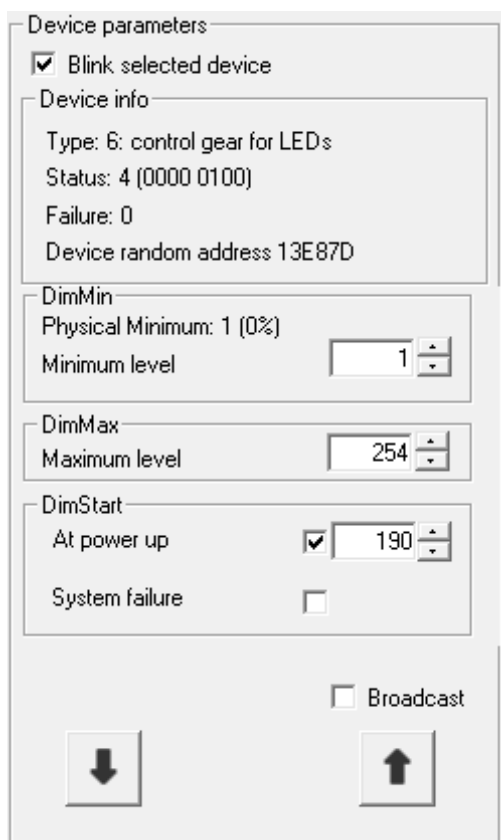 Device parameters
Blink selected device
Device info
Type: 6: control gear for LEDs
Status: 4 (0000 0100)
Failure: 0
Device random address 13E87D
DimMin
Physical Minimum: 1 (0%)
Minimum level 1
DimMax
Maximum level 254
DimStart
At power up 190
System failure
Broadcast